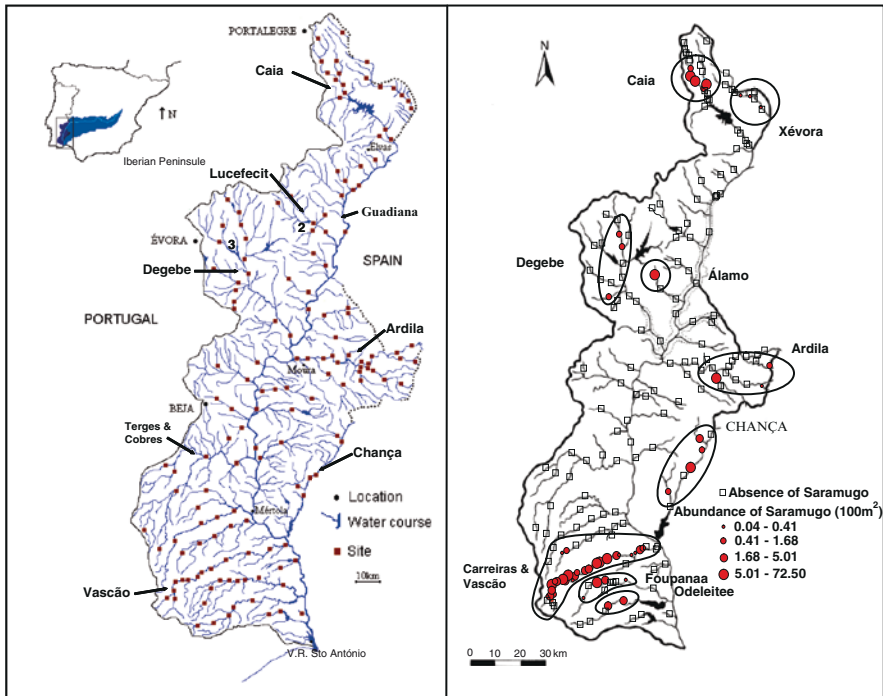 PORTALEGRE
Caia
N
Iberian Peninsule
Elvas
Lucefecit
2
Guadiana
ÉVORA
3
Degebe
SPAIN
PORTUGAL
Ardila
Moura
BEJA
Terges &
Cobres
Chança
Location
Mértola
Water course
Site
10km
Vascão
V.R. Sto António
N
Caia
Xévora
Degebe
Álamo
Ardila
CHANÇA
Absence of Saramugo
Abundance of Saramugo (100m²)
0.04 - 0.41
0.41 - 1.68
1.68 - 5.01
5.01 - 72.50
Carreiras &
Vascão
Foupanaa
Odeleitee
0 10 20 30 km